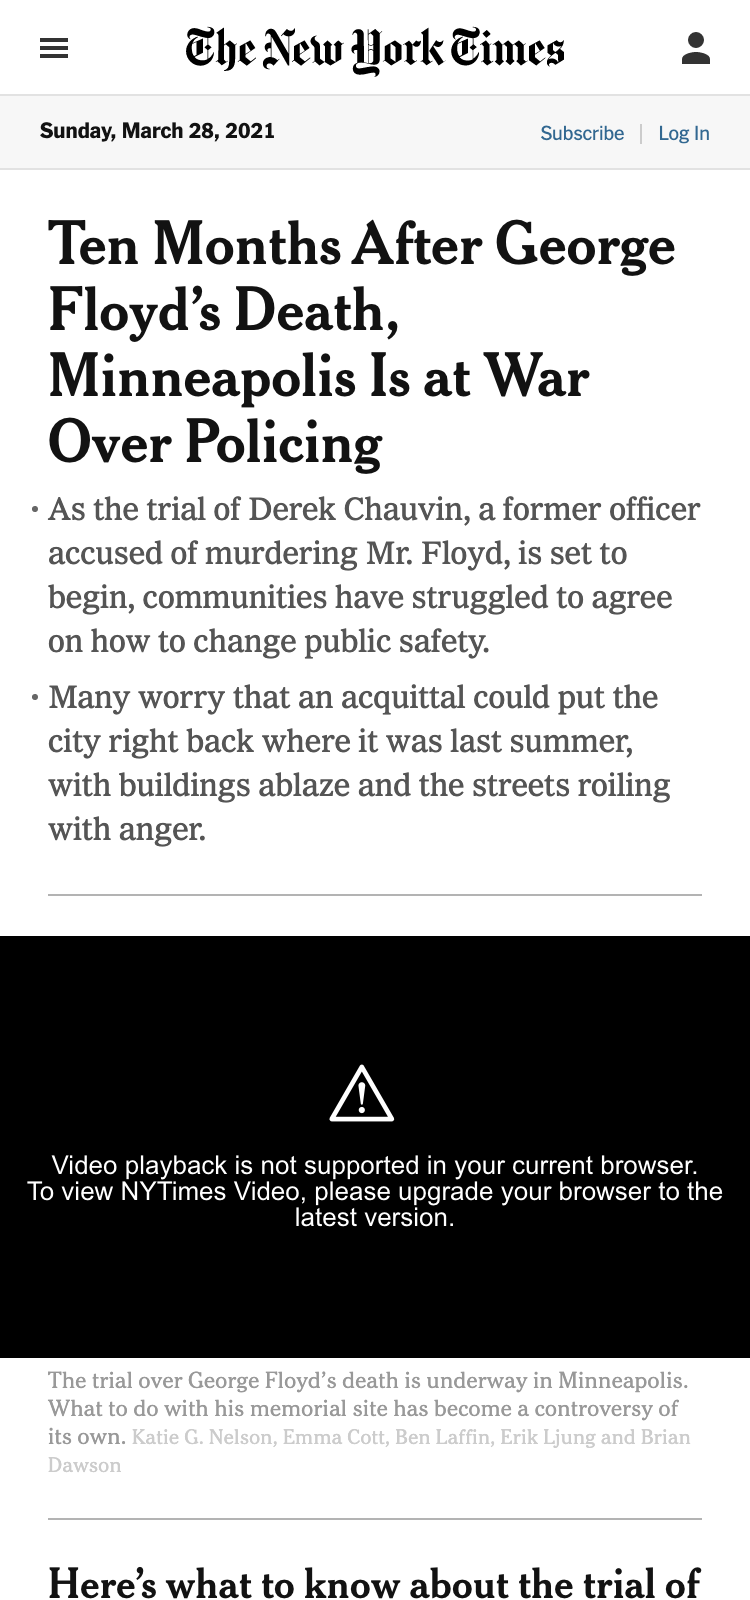 The New York Times
Sunday, March 28, 2021
Subscribe | Log In
Ten Months After George
Floyd’s Death,
Minneapolis Is at War
Over Policing
• As the trial of Derek Chauvin, a former officer
accused of murdering Mr. Floyd, is set to
begin, communities have struggled to agree
on how to change public safety.
• Many worry that an acquittal could put the
city right back where it was last summer,
with buildings ablaze and the streets roiling
with anger.
Video playback is not supported in your current browser.
To view NYTimes Video, please upgrade your browser to the
latest version.
The trial over George Floyd’s death is underway in Minneapolis.
What to do with his memorial site has become a controversy of
its own. Katie G. Nelson, Emma Cott, Ben Laffin, Erik Ljung and Brian
Dawson
Here’s what to know about the trial of